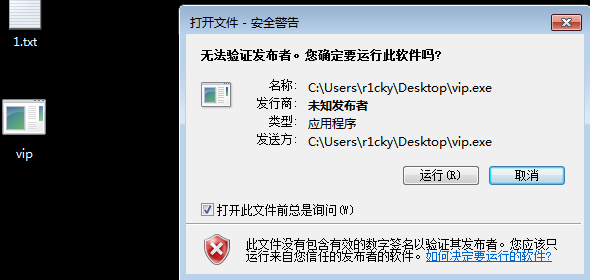 1.txt
vip
打开文件 - 安全警告
无法验证发布者。您确定要运行此软件吗?
名称: C:\Users\r1cky\Desktop\vip.exe
发行商: 未知发布者
类型: 应用程序
发送方: C:\Users\r1cky\Desktop\vip.exe
运行(R) 取消
打开此文件前总是询问(W)
此文件没有包含有效的数字签名以验证其发布者。您应该只
运行来自您信任的发布者的软件。如何决定要运行的软件?